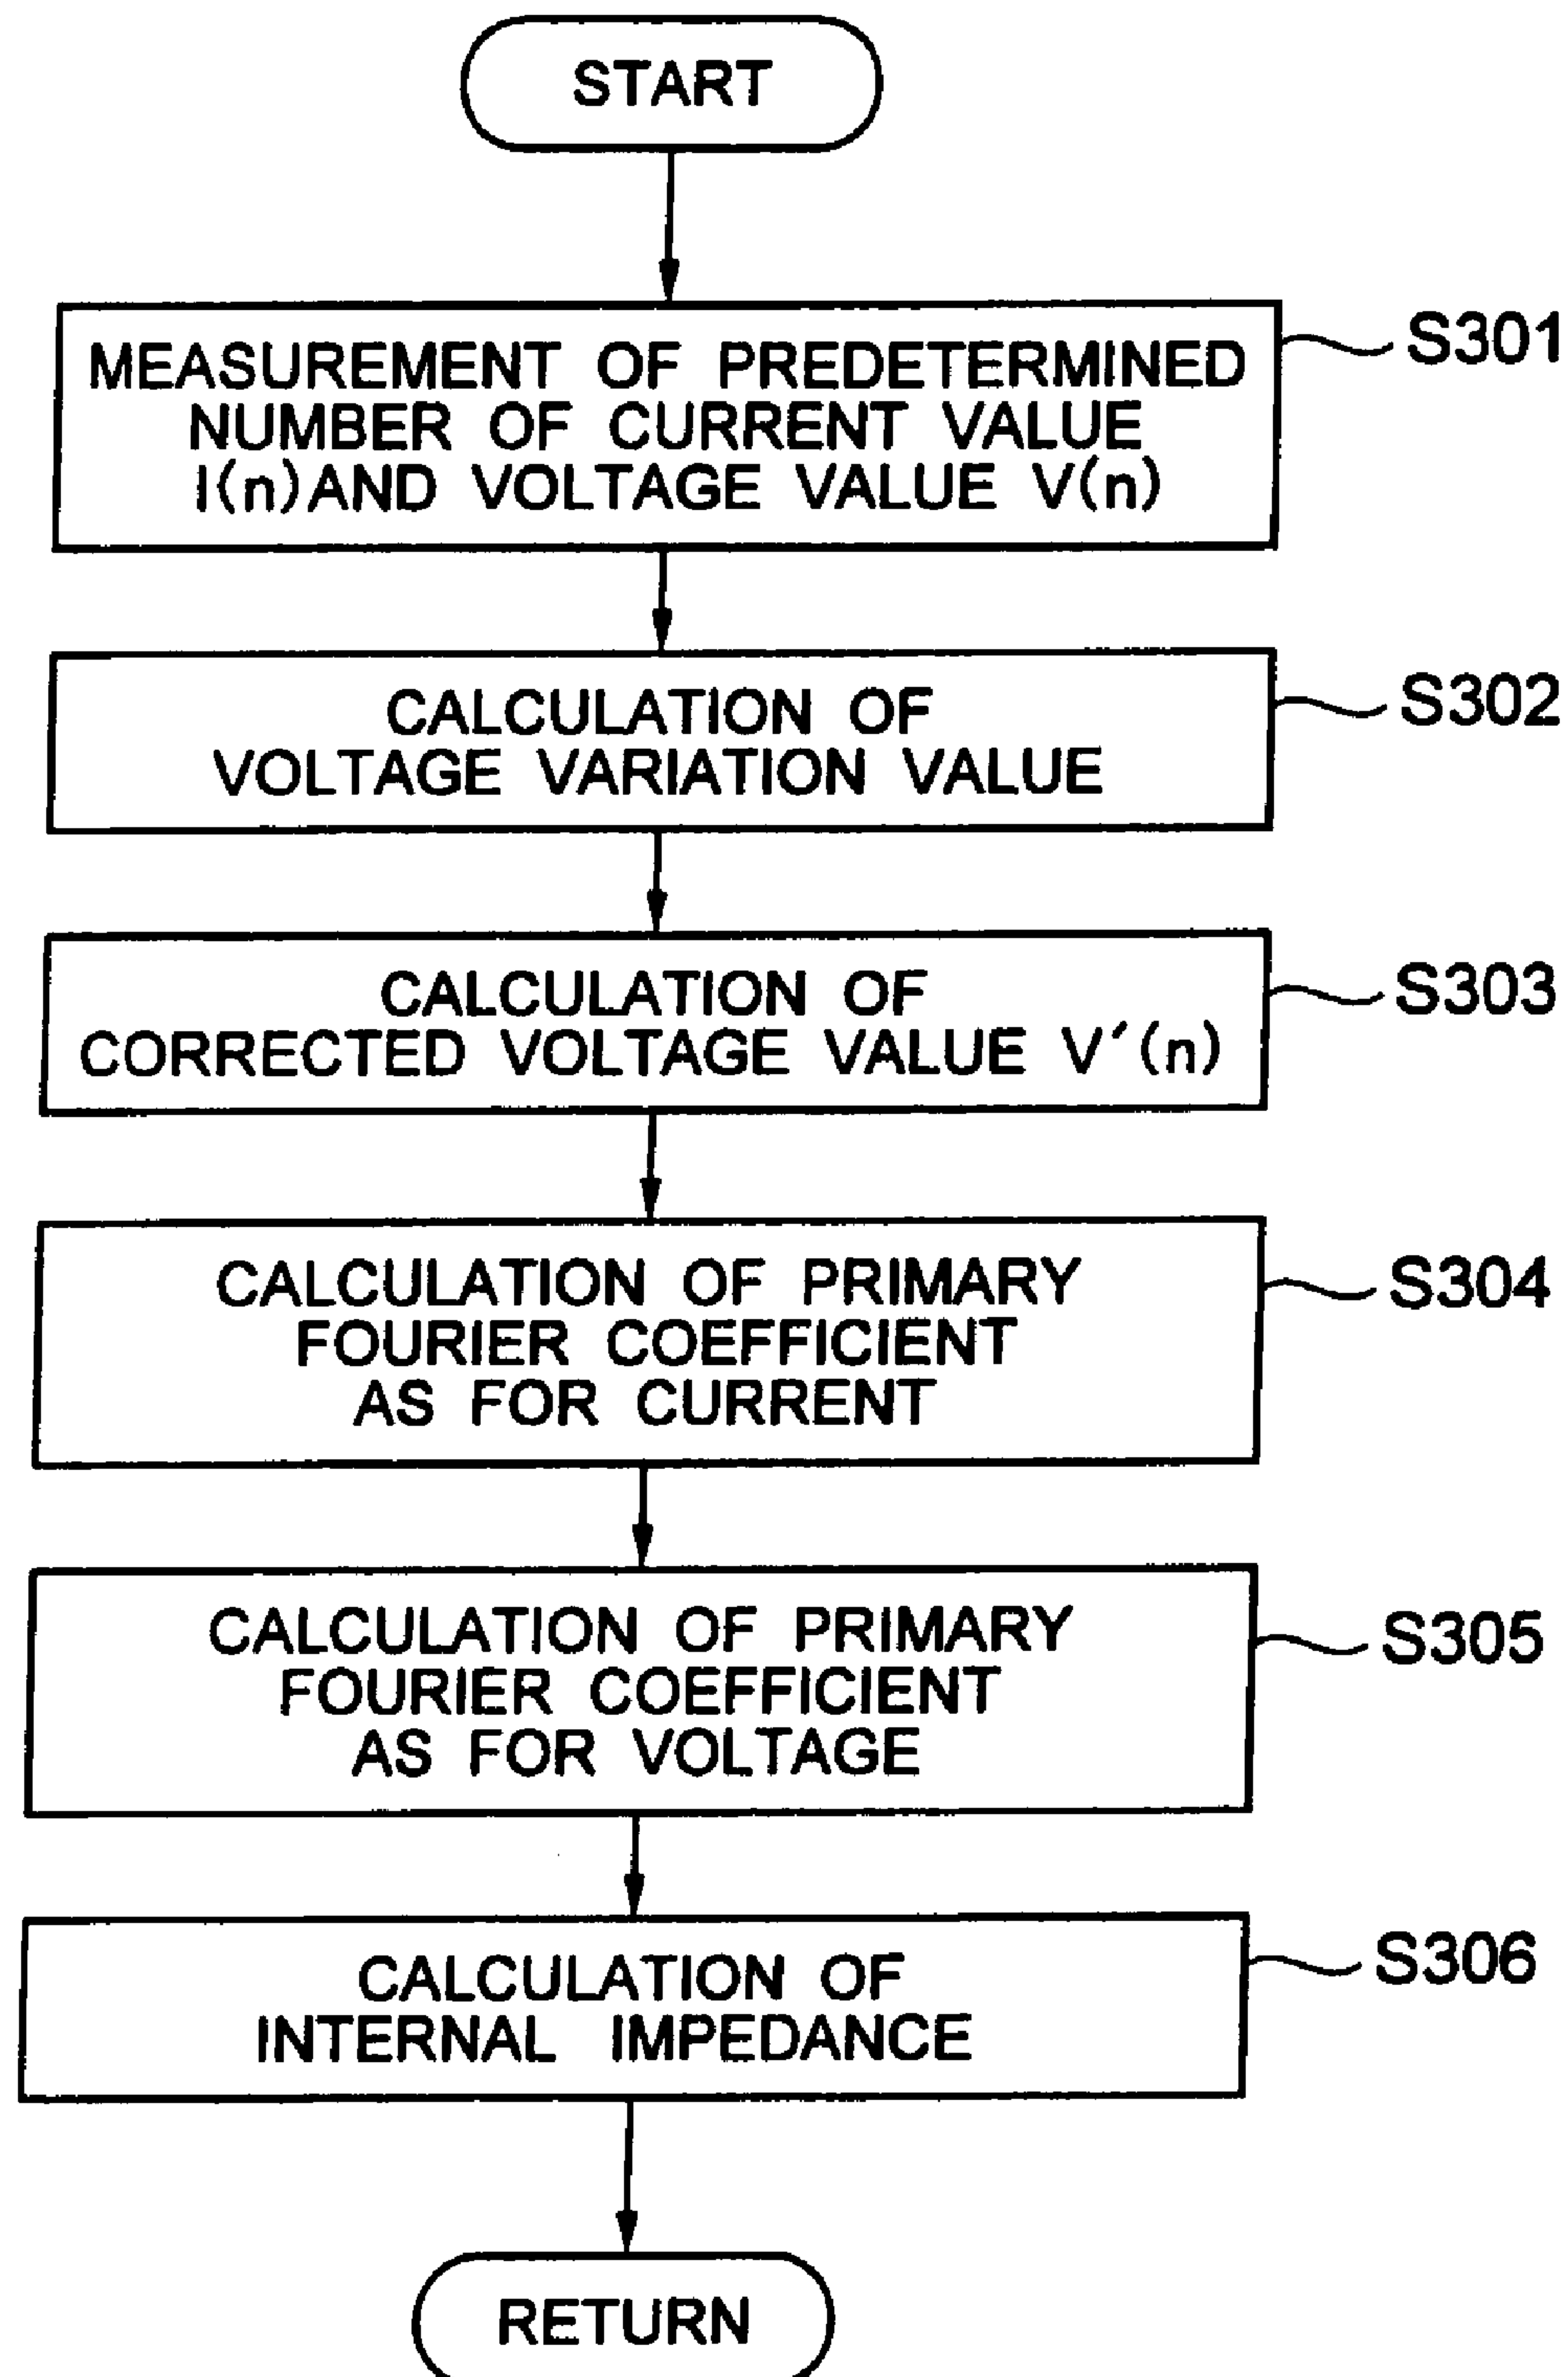 START
MEASUREMENT OF PREDETERMINED
NUMBER OF CURRENT VALUE
I(n)AND VOLTAGE VALUE V(n)
S301
CALCULATION OF
VOLTAGE VARIATION VALUE
S302
CALCULATION OF
CORRECTED VOLTAGE VALUE V′(n)
S303
CALCULATION OF PRIMARY
FOURIER COEFFICIENT
AS FOR CURRENT
S304
CALCULATION OF PRIMARY
FOURIER COEFFICIENT
AS FOR VOLTAGE
S305
CALCULATION OF
INTERNAL IMPEDANCE
S306
RETURN